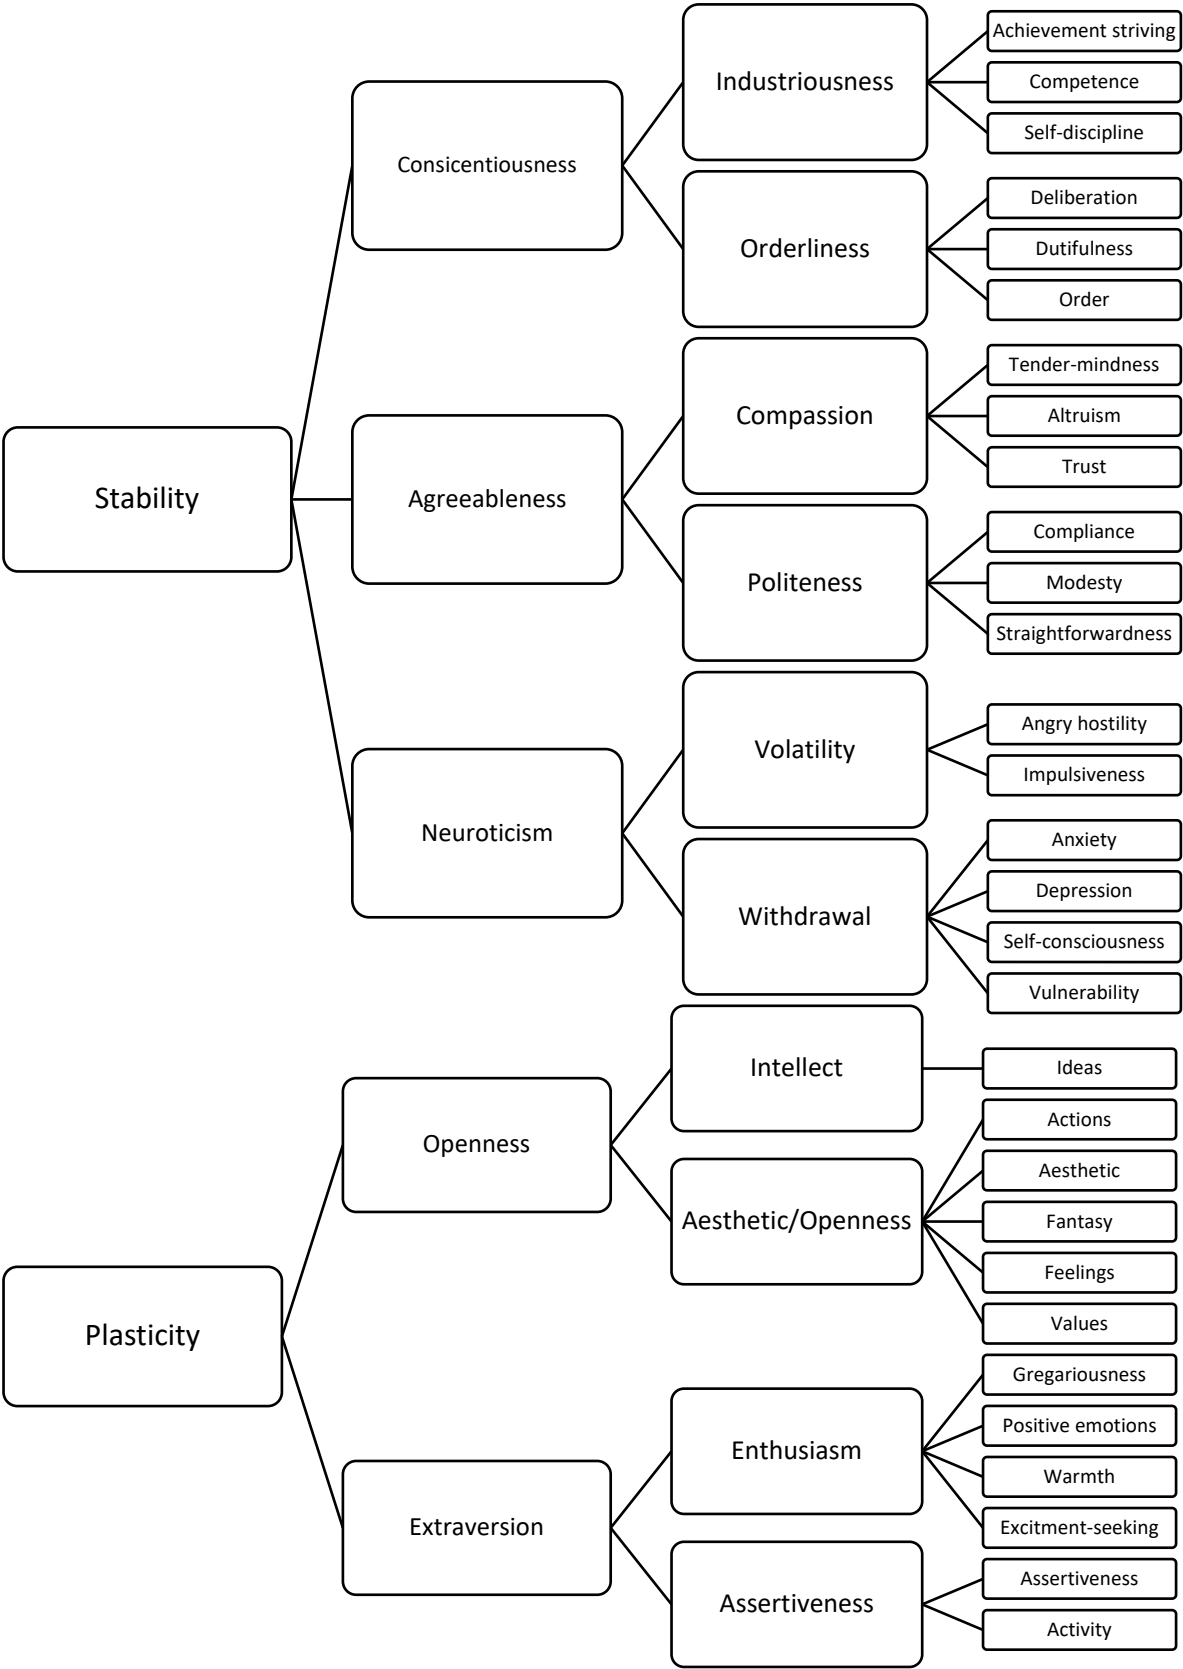 Stability
Consicentiousness
Industriousness
Achievement striving
Competence
Self-discipline
Orderliness
Deliberation
Dutifulness
Order
Agreeableness
Compassion
Tender-mindness
Altruism
Trust
Politeness
Compliance
Modesty
Straightforwardness
Neuroticism
Volatility
Angry hostility
Impulsiveness
Withdrawal
Anxiety
Depression
Self-consciousness
Vulnerability
Plasticity
Openness
Intellect
Ideas
Aesthetic/Openness
Actions
Aesthetic
Fantasy
Feelings
Values
Extraversion
Enthusiasm
Gregariousness
Positive emotions
Warmth
Excitment-seeking
Assertiveness
Assertiveness
Activity